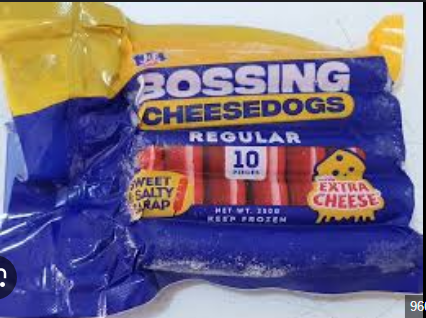 BOSSING
CHEESEDOGS
REGULAR
10
PIECES
SWEET
SALTY
SARAP
EXTRA
CHEESE
NET WT. 250G
KEEP FROZEN